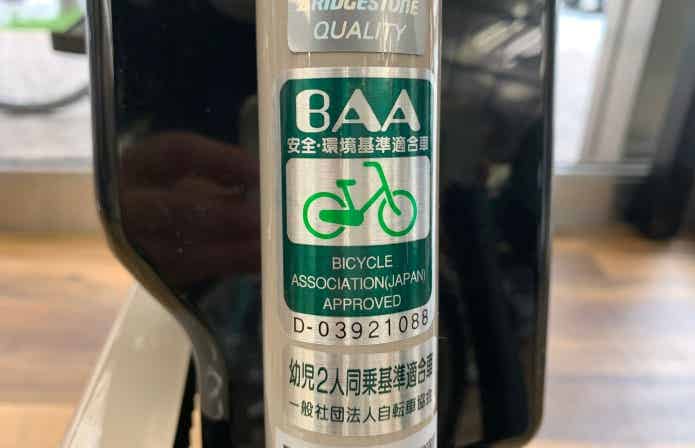 BRIDGESTONE
QUALITY
BAA
安全·環境基準適合車
BICYCLE
ASSOCIATION(JAPAN)
APPROVED
D-03921088
幼児2人同乗基準適合車
一般社団法人自転車協会